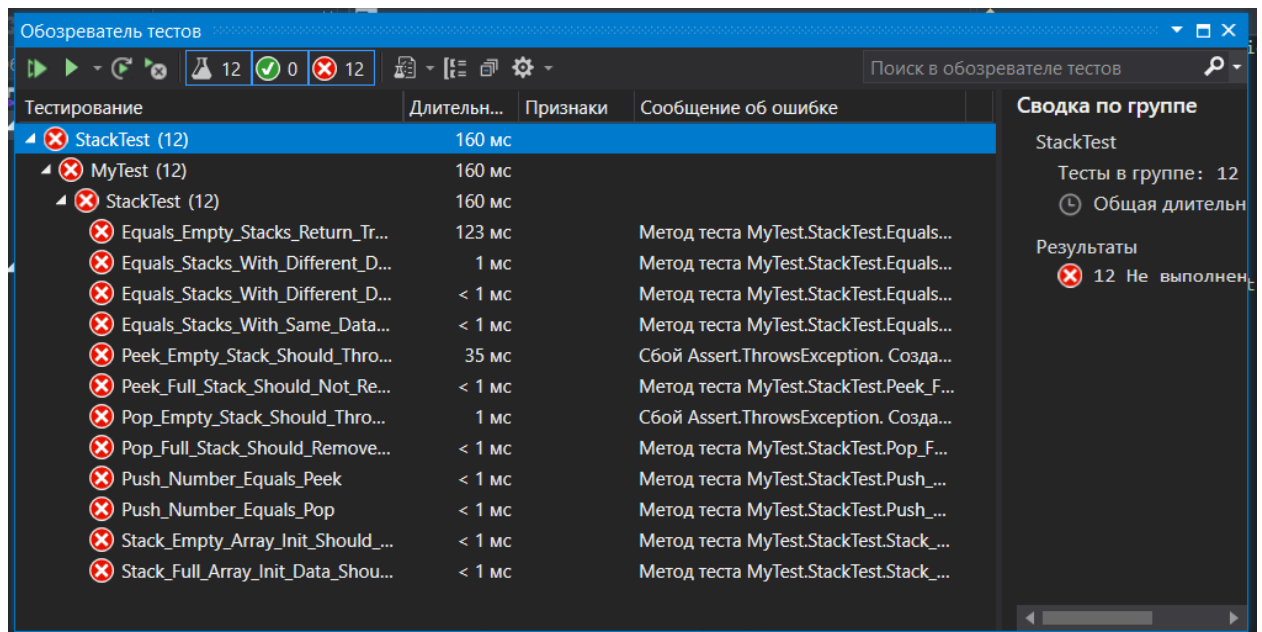 Обозреватель тестов
12 0 12 Поиск в обозревателе тестов
Тестирование Длительн... Признаки Сообщение об ошибке
StackTest (12) 160 мс
MyTest (12) 160 мс
StackTest (12) 160 мс
Equals_Empty_Stacks_Return_Tr... 123 мс Метод теста MyTest.StackTest.Equals...
Equals_Stacks_With_Different_D... 1 мс Метод теста MyTest.StackTest.Equals...
Equals_Stacks_With_Different_D... < 1 мс Метод теста MyTest.StackTest.Equals...
Equals_Stacks_With_Same_Data... < 1 мс Метод теста MyTest.StackTest.Equals...
Peek_Empty_Stack_Should_Thro... 35 мс Сбой Assert.ThrowsException. Созда...
Peek_Full_Stack_Should_Not_Re... < 1 мс Метод теста MyTest.StackTest.Peek_F...
Pop_Empty_Stack_Should_Thro... 1 мс Сбой Assert.ThrowsException. Созда...
Pop_Full_Stack_Should_Remove... < 1 мс Метод теста MyTest.StackTest.Pop_F...
Push_Number_Equals_Peek < 1 мс Метод теста MyTest.StackTest.Push_...
Push_Number_Equals_Pop < 1 мс Метод теста MyTest.StackTest.Push_...
Stack_Empty_Array_Init_Should_... < 1 мс Метод теста MyTest.StackTest.Stack_...
Stack_Full_Array_Init_Data_Shou... < 1 мс Метод теста MyTest.StackTest.Stack_...
Сводка по группе
StackTest
Тесты в группе: 12
Общая длительн
Результаты
12 Не выполнен